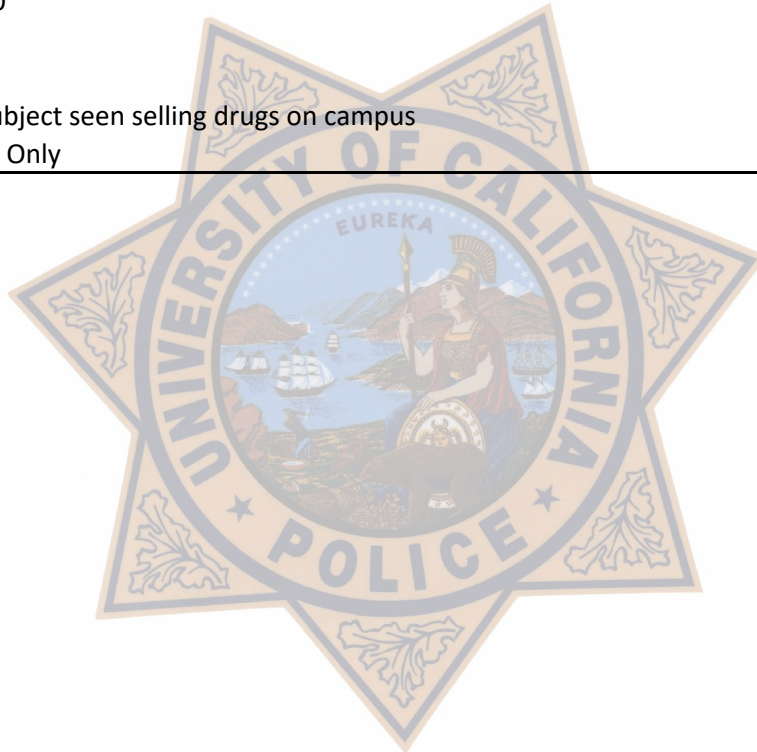 ubject seen selling drugs on campus
Only
EUREKA
UNIVERSITY OF CALIFORNIA
POLICE